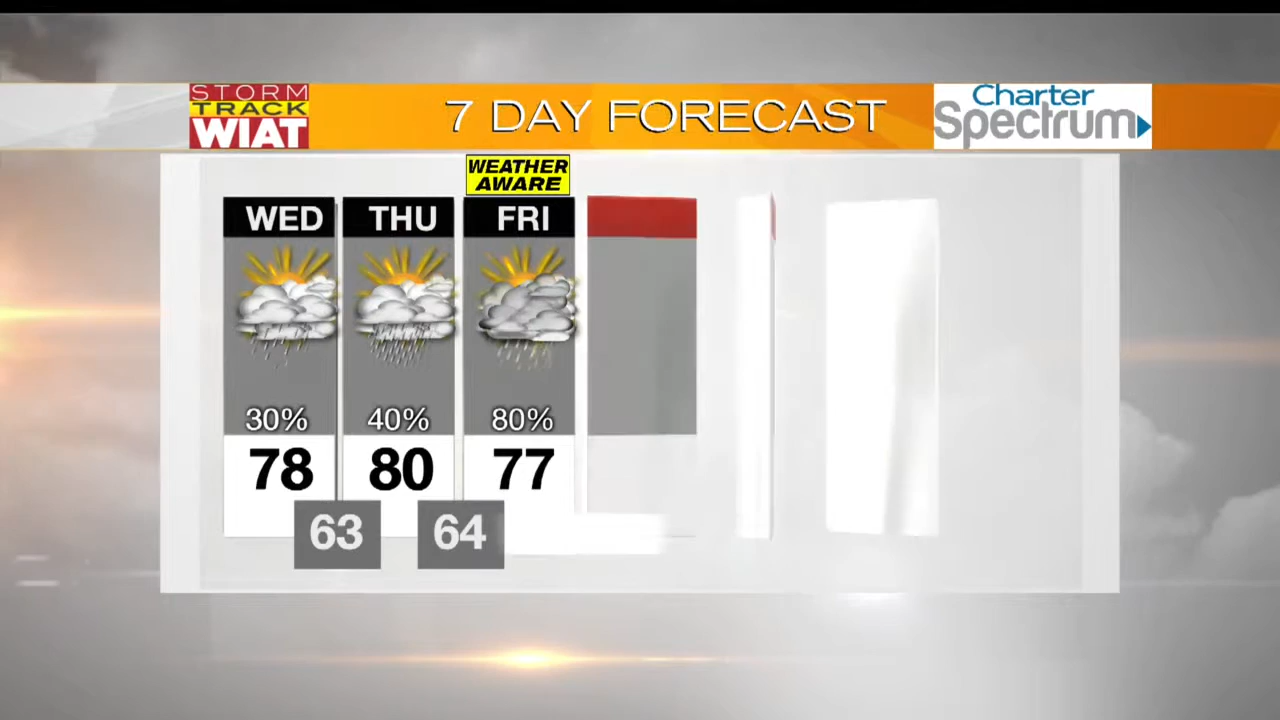 STORM
TRACK
WIAT
7 DAY FORECAST
Charter
Spectrum
WEATHER
AWARE
WED THU FRI
30% 40% 80%
78 80 77
63 64